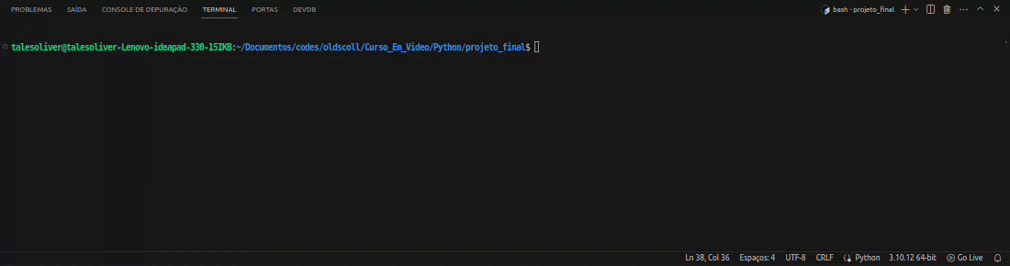 PROBLEMAS SAÍDA CONSOLE DE DEPURAÇÃO TERMINAL PORTAS DEVDB bash - projeto_final
talesoliver@talesoliver-Lenovo-ideapad-330-15IKB:~/Documentos/codes/oldscoll/Curso_Em_Video/Python/projeto_final$
Ln 38, Col 36 Espaços: 4 UTF-8 CRLF Python 3.10.12 64-bit Go Live